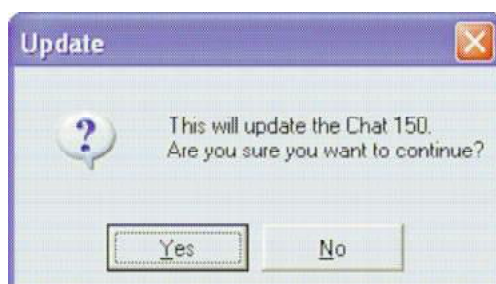 Update
This will update the Chat 150.
Are you sure you want to continue?
Yes No